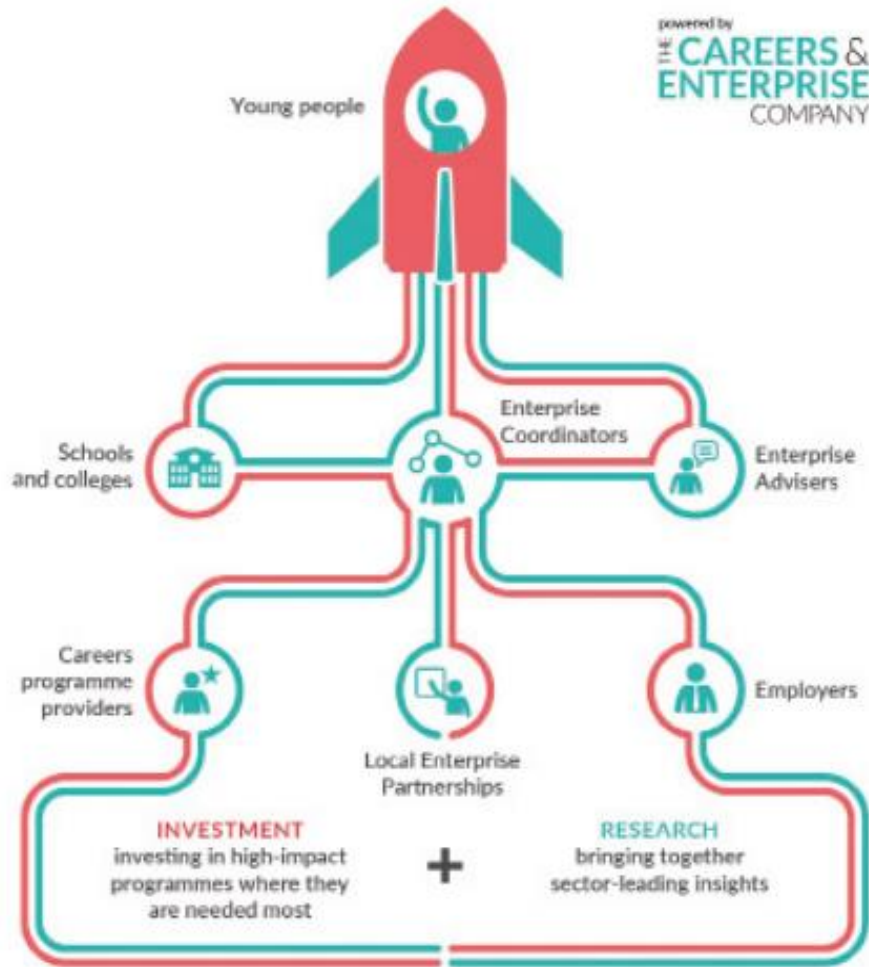 powered by
THE CAREERS &
ENTERPRISE
COMPANY
Young people
Enterprise
Coordinators
Schools
and colleges
Enterprise
Advisers
Careers
programme
providers
Local Enterprise
Partnerships
Employers
INVESTMENT
investing in high-impact
programmes where they
are needed most
+
RESEARCH
bringing together
sector-leading insights